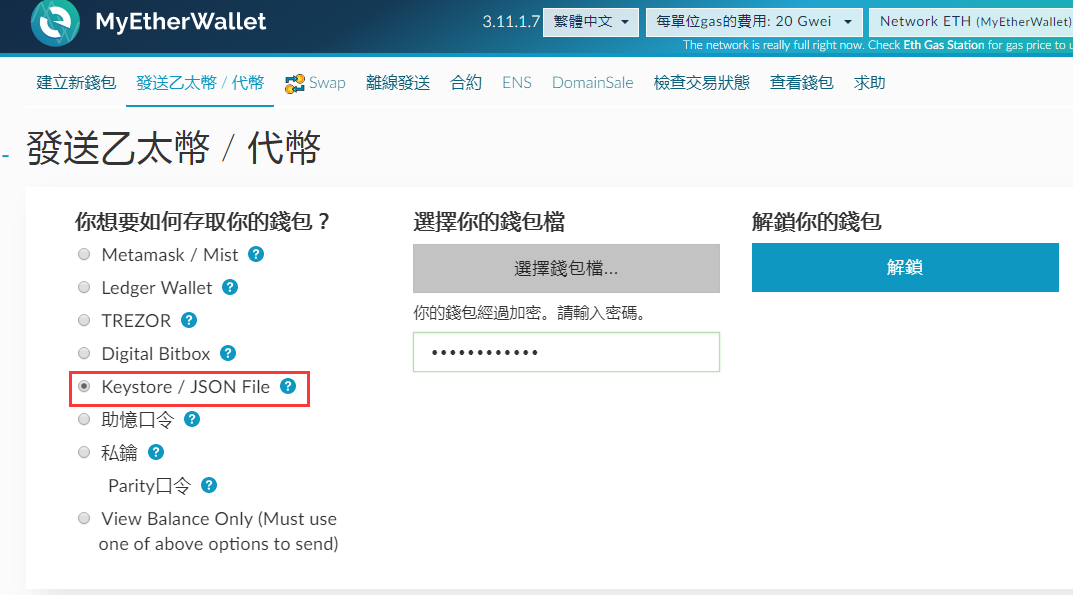 MyEtherWallet
3.11.1.7 繁體中文 每單位gas的費用: 20 Gwei Network ETH (MyEtherWallet)
The network is really full right now. Check Eth Gas Station for gas price to
建立新錢包 發送乙太幣 / 代幣 Swap 離線發送 合約 ENS DomainSale 檢查交易狀態 查看錢包 求助
發送乙太幣 / 代幣
你想要如何存取你的錢包？
Metamask / Mist ?
Ledger Wallet ?
TREZOR ?
Digital Bitbox ?
Keystore / JSON File ?
助憶口令 ?
私鑰 ?
Parity口令 ?
View Balance Only (Must use
one of above options to send)
選擇你的錢包檔
選擇錢包檔...
你的錢包經過加密。請輸入密碼。
••••••••••••
解鎖你的錢包
解鎖